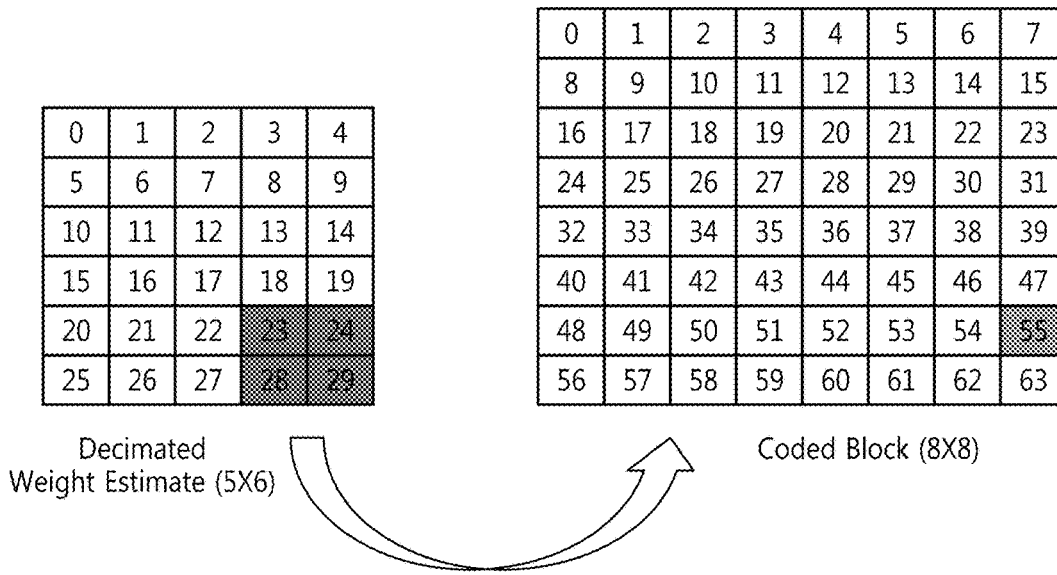 0 1 2 3 4 5 6 7
8 9 10 11 12 13 14 15
16 17 18 19 20 21 22 23
24 25 26 27 28 29 30 31
32 33 34 35 36 37 38 39
40 41 42 43 44 45 46 47
48 49 50 51 52 53 54 55
56 57 58 59 60 61 62 63
0 1 2 3 4
5 6 7 8 9
10 11 12 13 14
15 16 17 18 19
20 21 22 23 24
25 26 27 28 29
Decimated
Weight Estimate (5X6)
Coded Block (8X8)